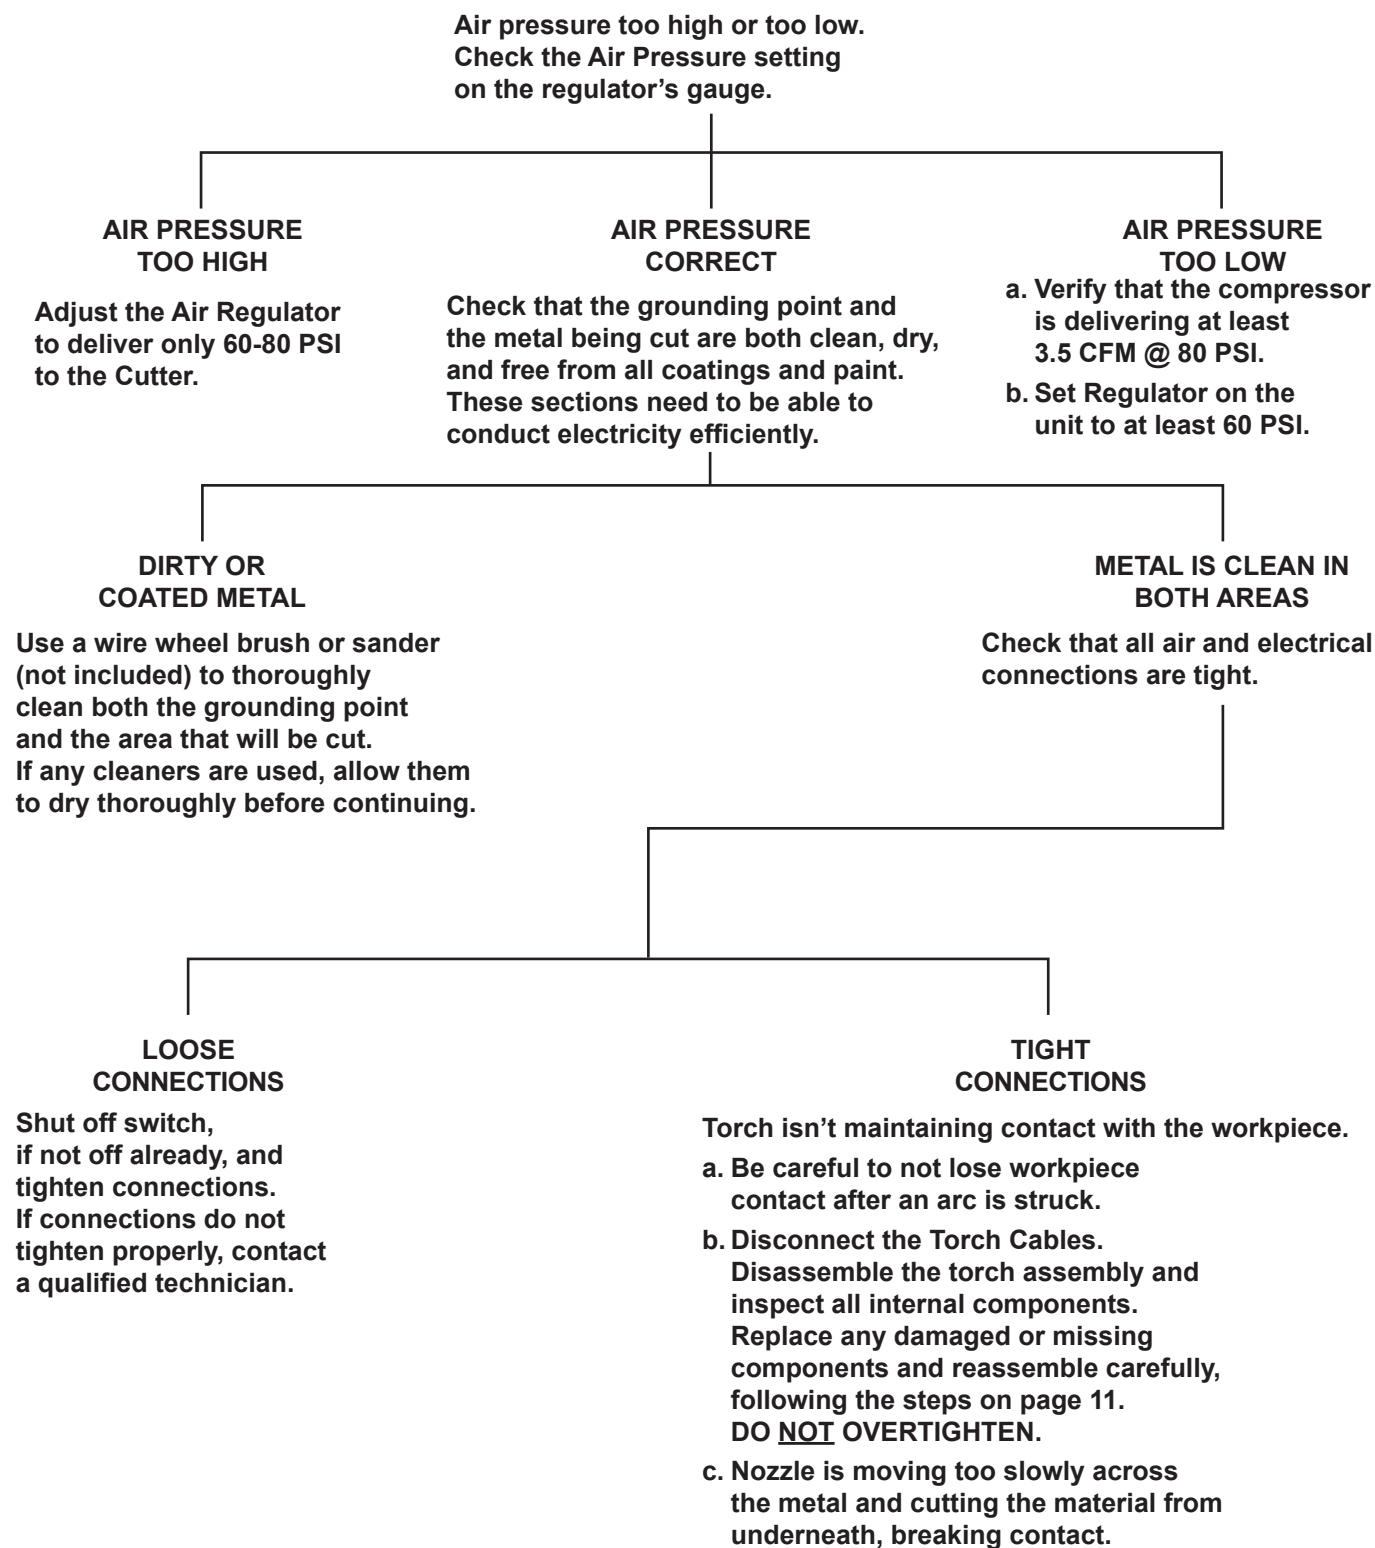 Air pressure too high or too low.
Check the Air Pressure setting
on the regulator’s gauge.
AIR PRESSURE
TOO HIGH
Adjust the Air Regulator
to deliver only 60-80 PSI
to the Cutter.
AIR PRESSURE
CORRECT
Check that the grounding point and
the metal being cut are both clean, dry,
and free from all coatings and paint.
These sections need to be able to
conduct electricity efficiently.
AIR PRESSURE
TOO LOW
a. Verify that the compressor
is delivering at least
3.5 CFM @ 80 PSI.
b. Set Regulator on the
unit to at least 60 PSI.
DIRTY OR
COATED METAL
Use a wire wheel brush or sander
(not included) to thoroughly
clean both the grounding point
and the area that will be cut.
If any cleaners are used, allow them
to dry thoroughly before continuing.
METAL IS CLEAN IN
BOTH AREAS
Check that all air and electrical
connections are tight.
LOOSE
CONNECTIONS
Shut off switch,
if not off already, and
tighten connections.
If connections do not
tighten properly, contact
a qualified technician.
TIGHT
CONNECTIONS
Torch isn’t maintaining contact with the workpiece.
a. Be careful to not lose workpiece
contact after an arc is struck.
b. Disconnect the Torch Cables.
Disassemble the torch assembly and
inspect all internal components.
Replace any damaged or missing
components and reassemble carefully,
following the steps on page 11.
DO NOT OVERTIGHTEN.
c. Nozzle is moving too slowly across
the metal and cutting the material from
underneath, breaking contact.